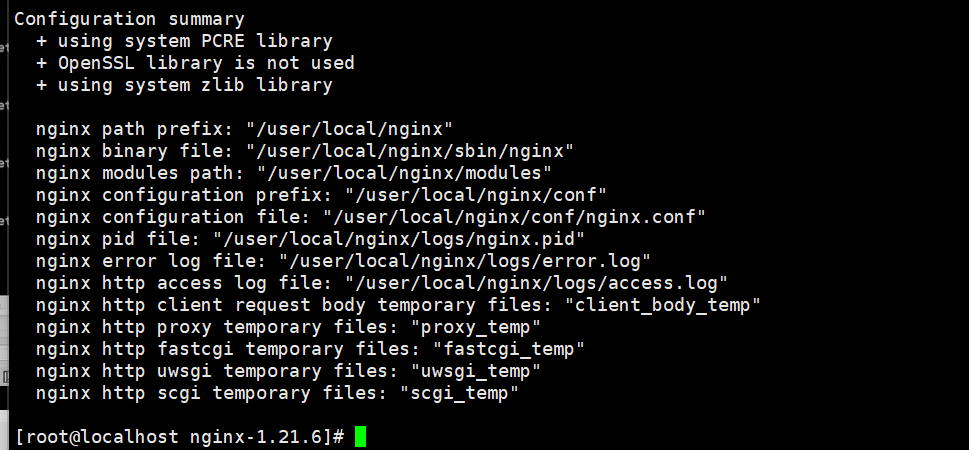 Configuration summary
+ using system PCRE library
+ OpenSSL library is not used
+ using system zlib library
nginx path prefix: "/user/local/nginx"
nginx binary file: "/user/local/nginx/sbin/nginx"
nginx modules path: "/user/local/nginx/modules"
nginx configuration prefix: "/user/local/nginx/conf"
nginx configuration file: "/user/local/nginx/conf/nginx.conf"
nginx pid file: "/user/local/nginx/logs/nginx.pid"
nginx error log file: "/user/local/nginx/logs/error.log"
nginx http access log file: "/user/local/nginx/logs/access.log"
nginx http client request body temporary files: "client_body_temp"
nginx http proxy temporary files: "proxy_temp"
nginx http fastcgi temporary files: "fastcgi_temp"
nginx http uwsgi temporary files: "uwsgi_temp"
nginx http scgi temporary files: "scgi_temp"
[root@localhost nginx-1.21.6]#